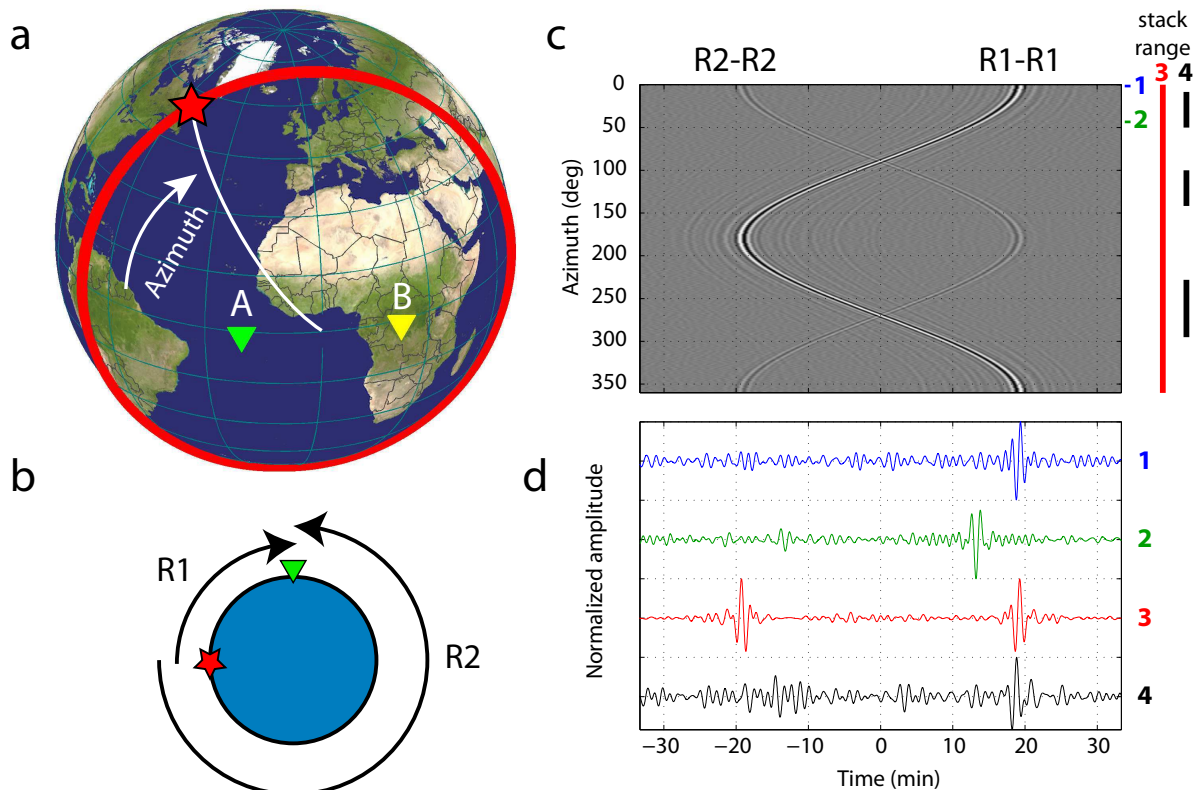 a
Azimuth
A
B
b
R1
R2
c
R2-R2
R1-R1
stack
range
3 4
0
50
100
150
200
250
300
350
Azimuth (deg)
-1
-2
d
Normalized amplitude
1
2
3
4
−30 −20 −10 0 10 20 30
Time (min)